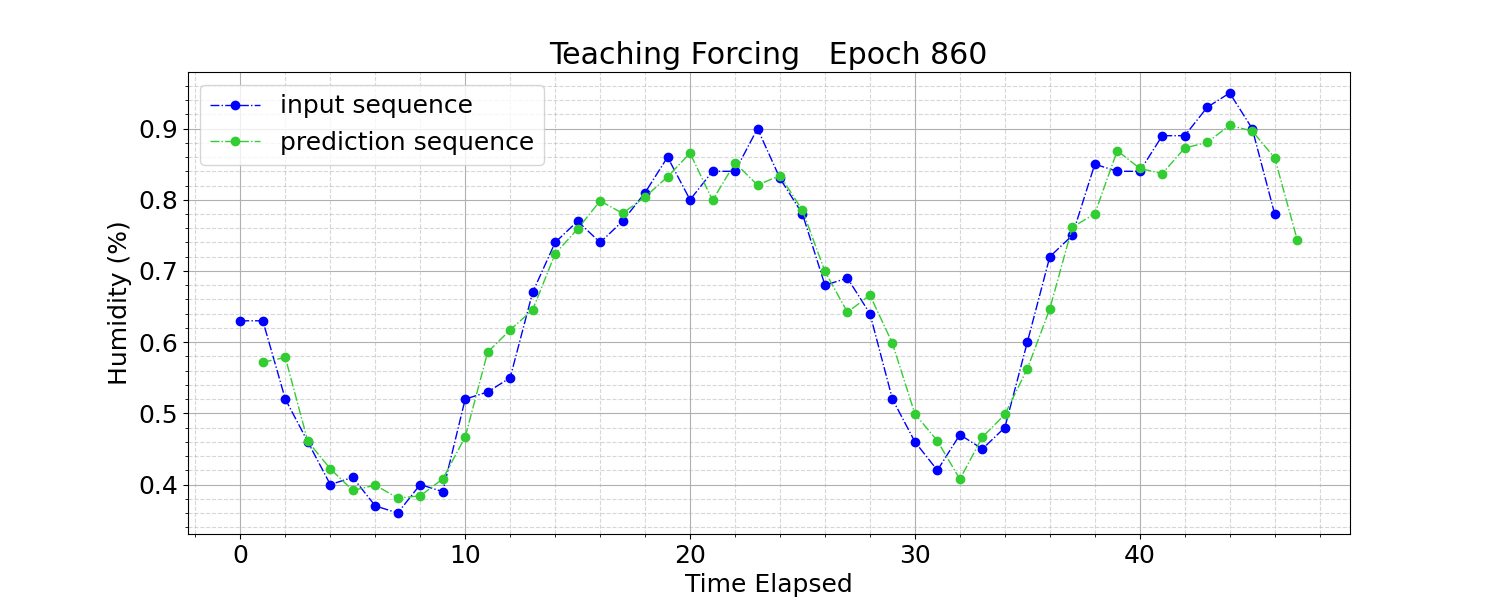 Teaching Forcing   Epoch 860
input sequence
prediction sequence
Humidity (%)
0.9
0.8
0.7
0.6
0.5
0.4
0 10 20 30 40
Time Elapsed